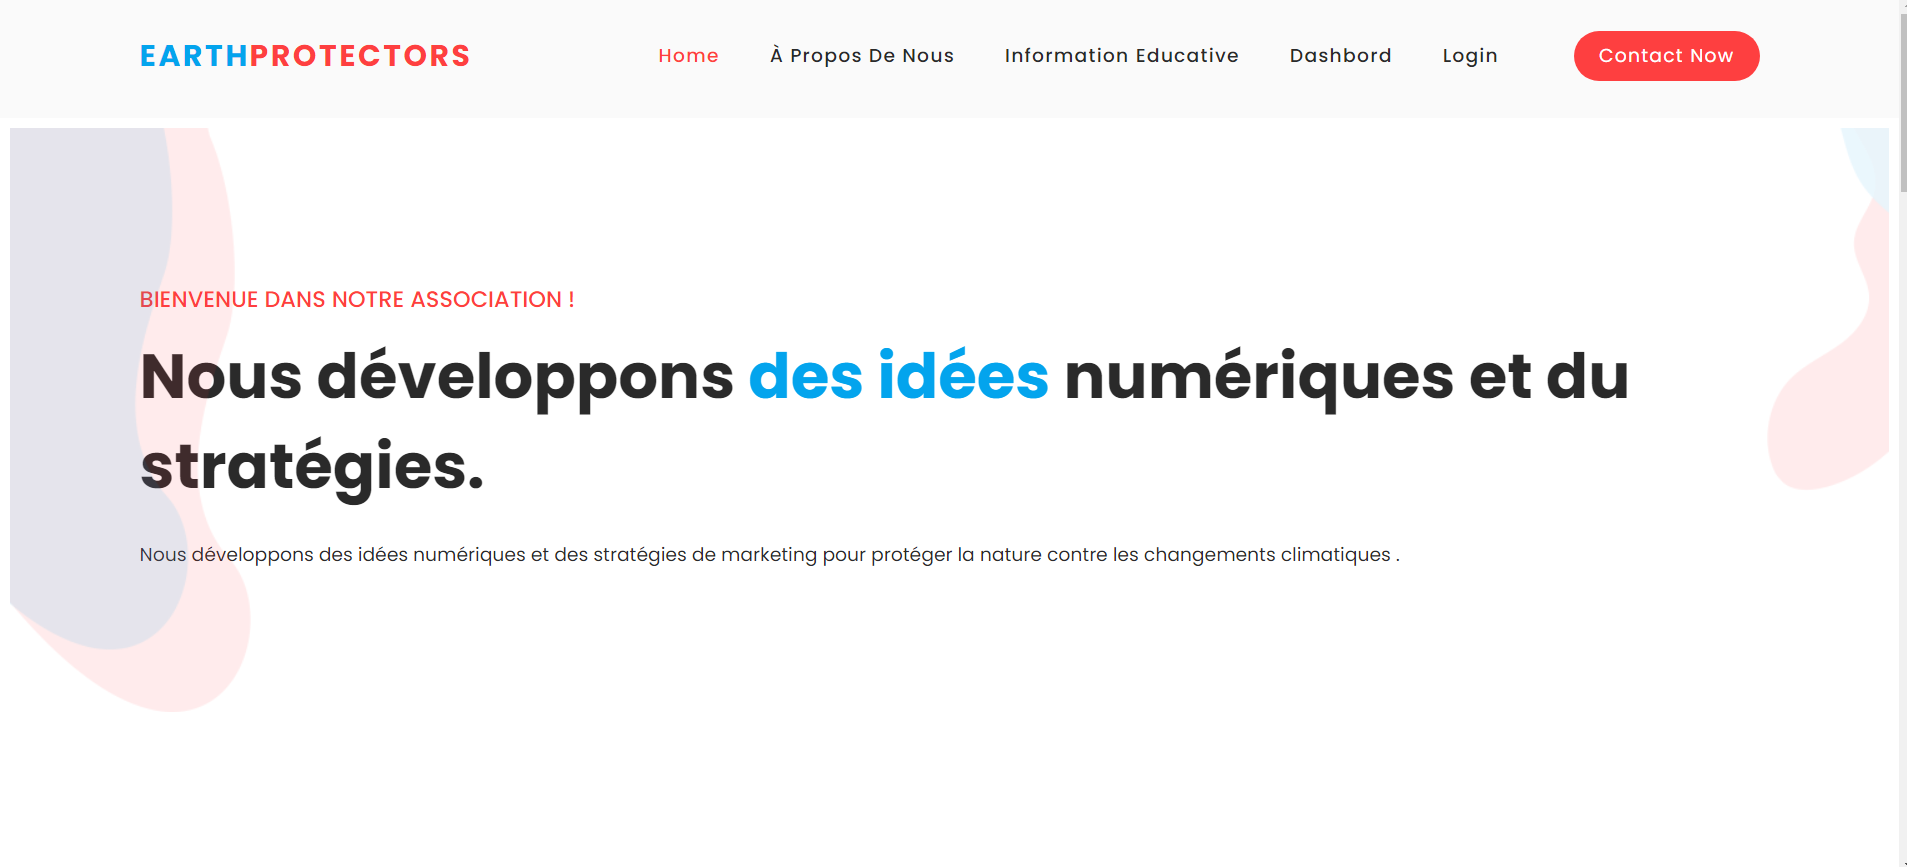 EARTHPROTECTORS
Home À Propos De Nous Information Educative Dashbord Login Contact Now
BIENVENUE DANS NOTRE ASSOCIATION !
Nous développons des idées numériques et du
stratégies.
Nous développons des idées numériques et des stratégies de marketing pour protéger la nature contre les changements climatiques .